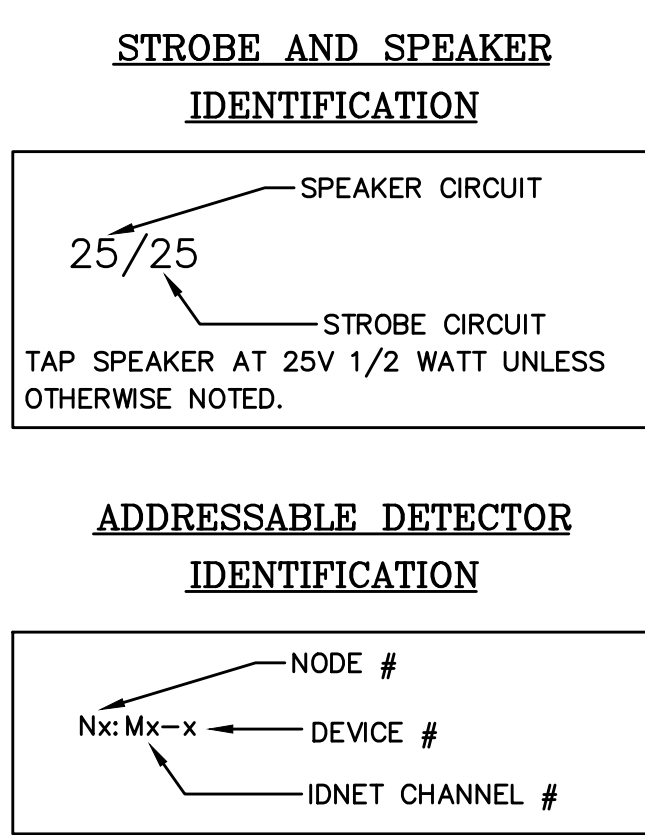 STROBE AND SPEAKER
IDENTIFICATION
SPEAKER CIRCUIT
25/25
STROBE CIRCUIT
TAP SPEAKER AT 25V 1/2 WATT UNLESS
OTHERWISE NOTED.
ADDRESSABLE DETECTOR
IDENTIFICATION
NODE #
Nx:Mx-x
DEVICE #
IDNET CHANNEL #